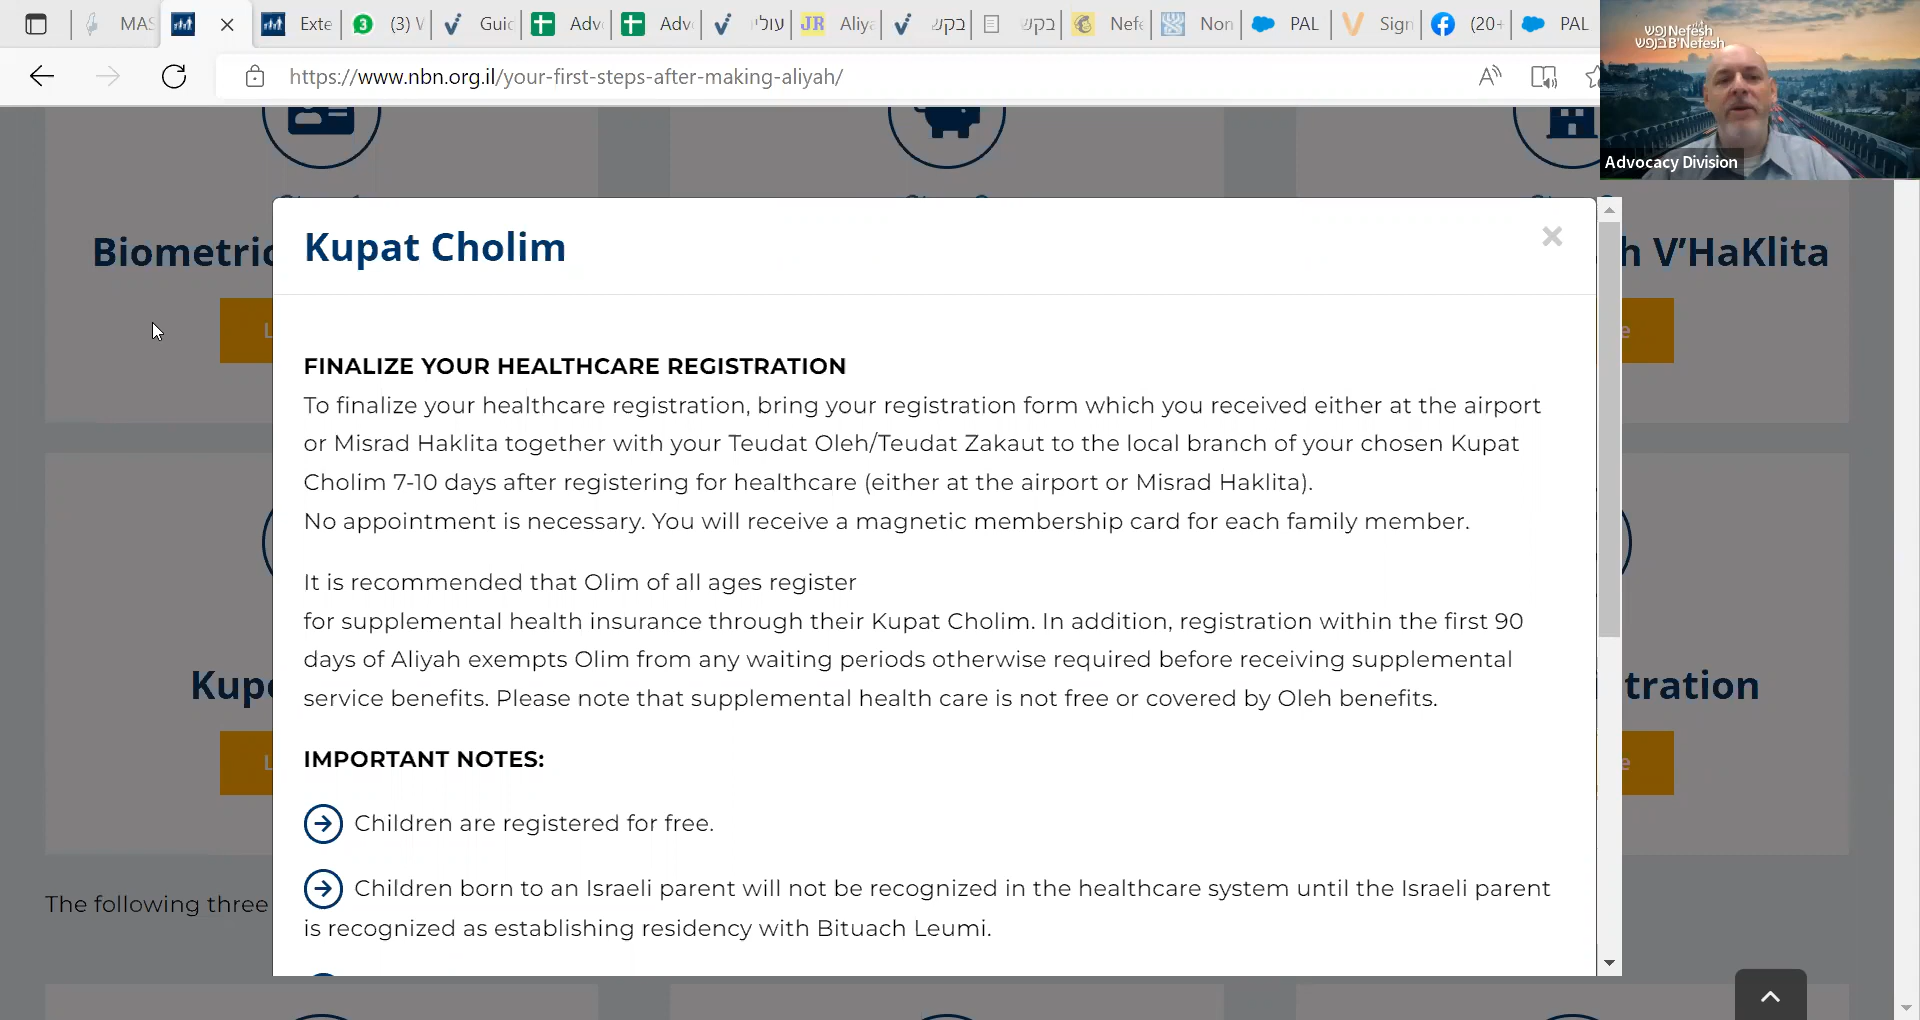 MAS
Exte
3
(3) V
Guic
Adv
Adv
עוליי
JR
Aliya
בקש
בקש
Nefe
Non
PAL
Sign
(20+
PAL
https://www.nbn.org.il/your-first-steps-after-making-aliyah/
נפש Nefesh
בנפש B'Nefesh
Advocacy Division
Biometric
h V'HaKlita
Kupat Cholim
×
FINALIZE YOUR HEALTHCARE REGISTRATION
To finalize your healthcare registration, bring your registration form which you received either at the airport
or Misrad Haklita together with your Teudat Oleh/Teudat Zakaut to the local branch of your chosen Kupat
Cholim 7-10 days after registering for healthcare (either at the airport or Misrad Haklita).
No appointment is necessary. You will receive a magnetic membership card for each family member.
It is recommended that Olim of all ages register
for supplemental health insurance through their Kupat Cholim. In addition, registration within the first 90
days of Aliyah exempts Olim from any waiting periods otherwise required before receiving supplemental
service benefits. Please note that supplemental health care is not free or covered by Oleh benefits.
IMPORTANT NOTES:
Children are registered for free.
Children born to an Israeli parent will not be recognized in the healthcare system until the Israeli parent
is recognized as establishing residency with Bituach Leumi.
Kup
tration
The following three